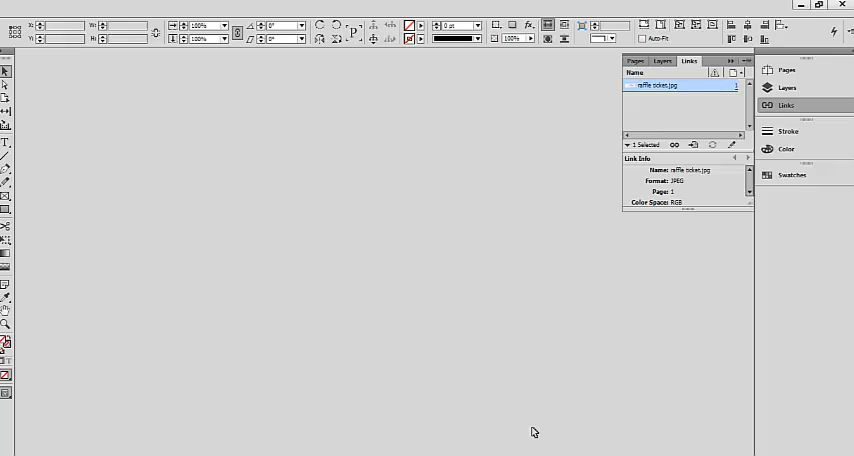 X: W: 100% 0° P fx. 0 pt
Y: H: 100% 0° 100% Auto-Fit
Pages Layers Links
Name
raffle ticket.jpg 1
1 Selected
Link Info
Name: raffle ticket.jpg
Format: JPEG
Page: 1
Color Space: RGB
Pages
Layers
Links
Stroke
Color
Swatches